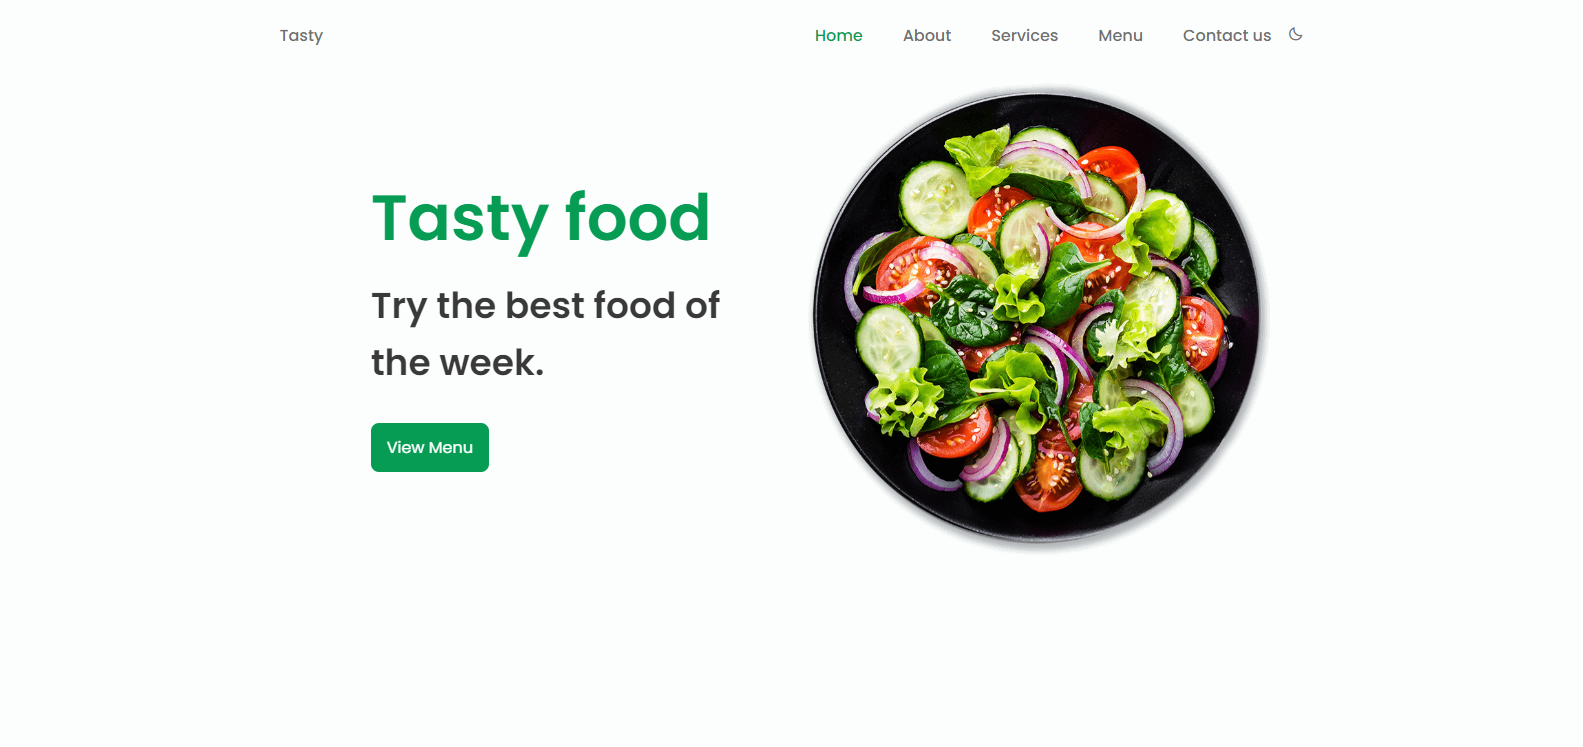 Tasty
Home About Services Menu Contact us
Tasty food
Try the best food of
the week.
View Menu